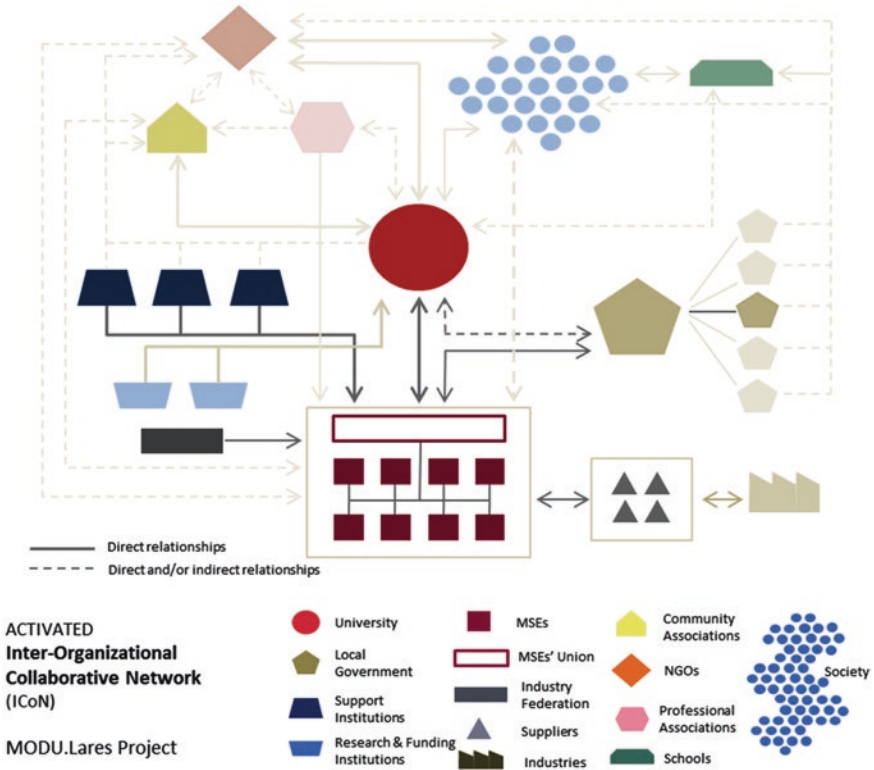 Direct relationships
Direct and/or indirect relationships
ACTIVATED
Inter-Organizational
Collaborative Network
(ICoN)
MODU.Lares Project
University
Local
Government
Support
Institutions
Research & Funding
Institutions
MSEs
MSEs' Union
Industry
Federation
Suppliers
Industries
Community
Associations
NGOs
Professional
Associations
Schools
Society